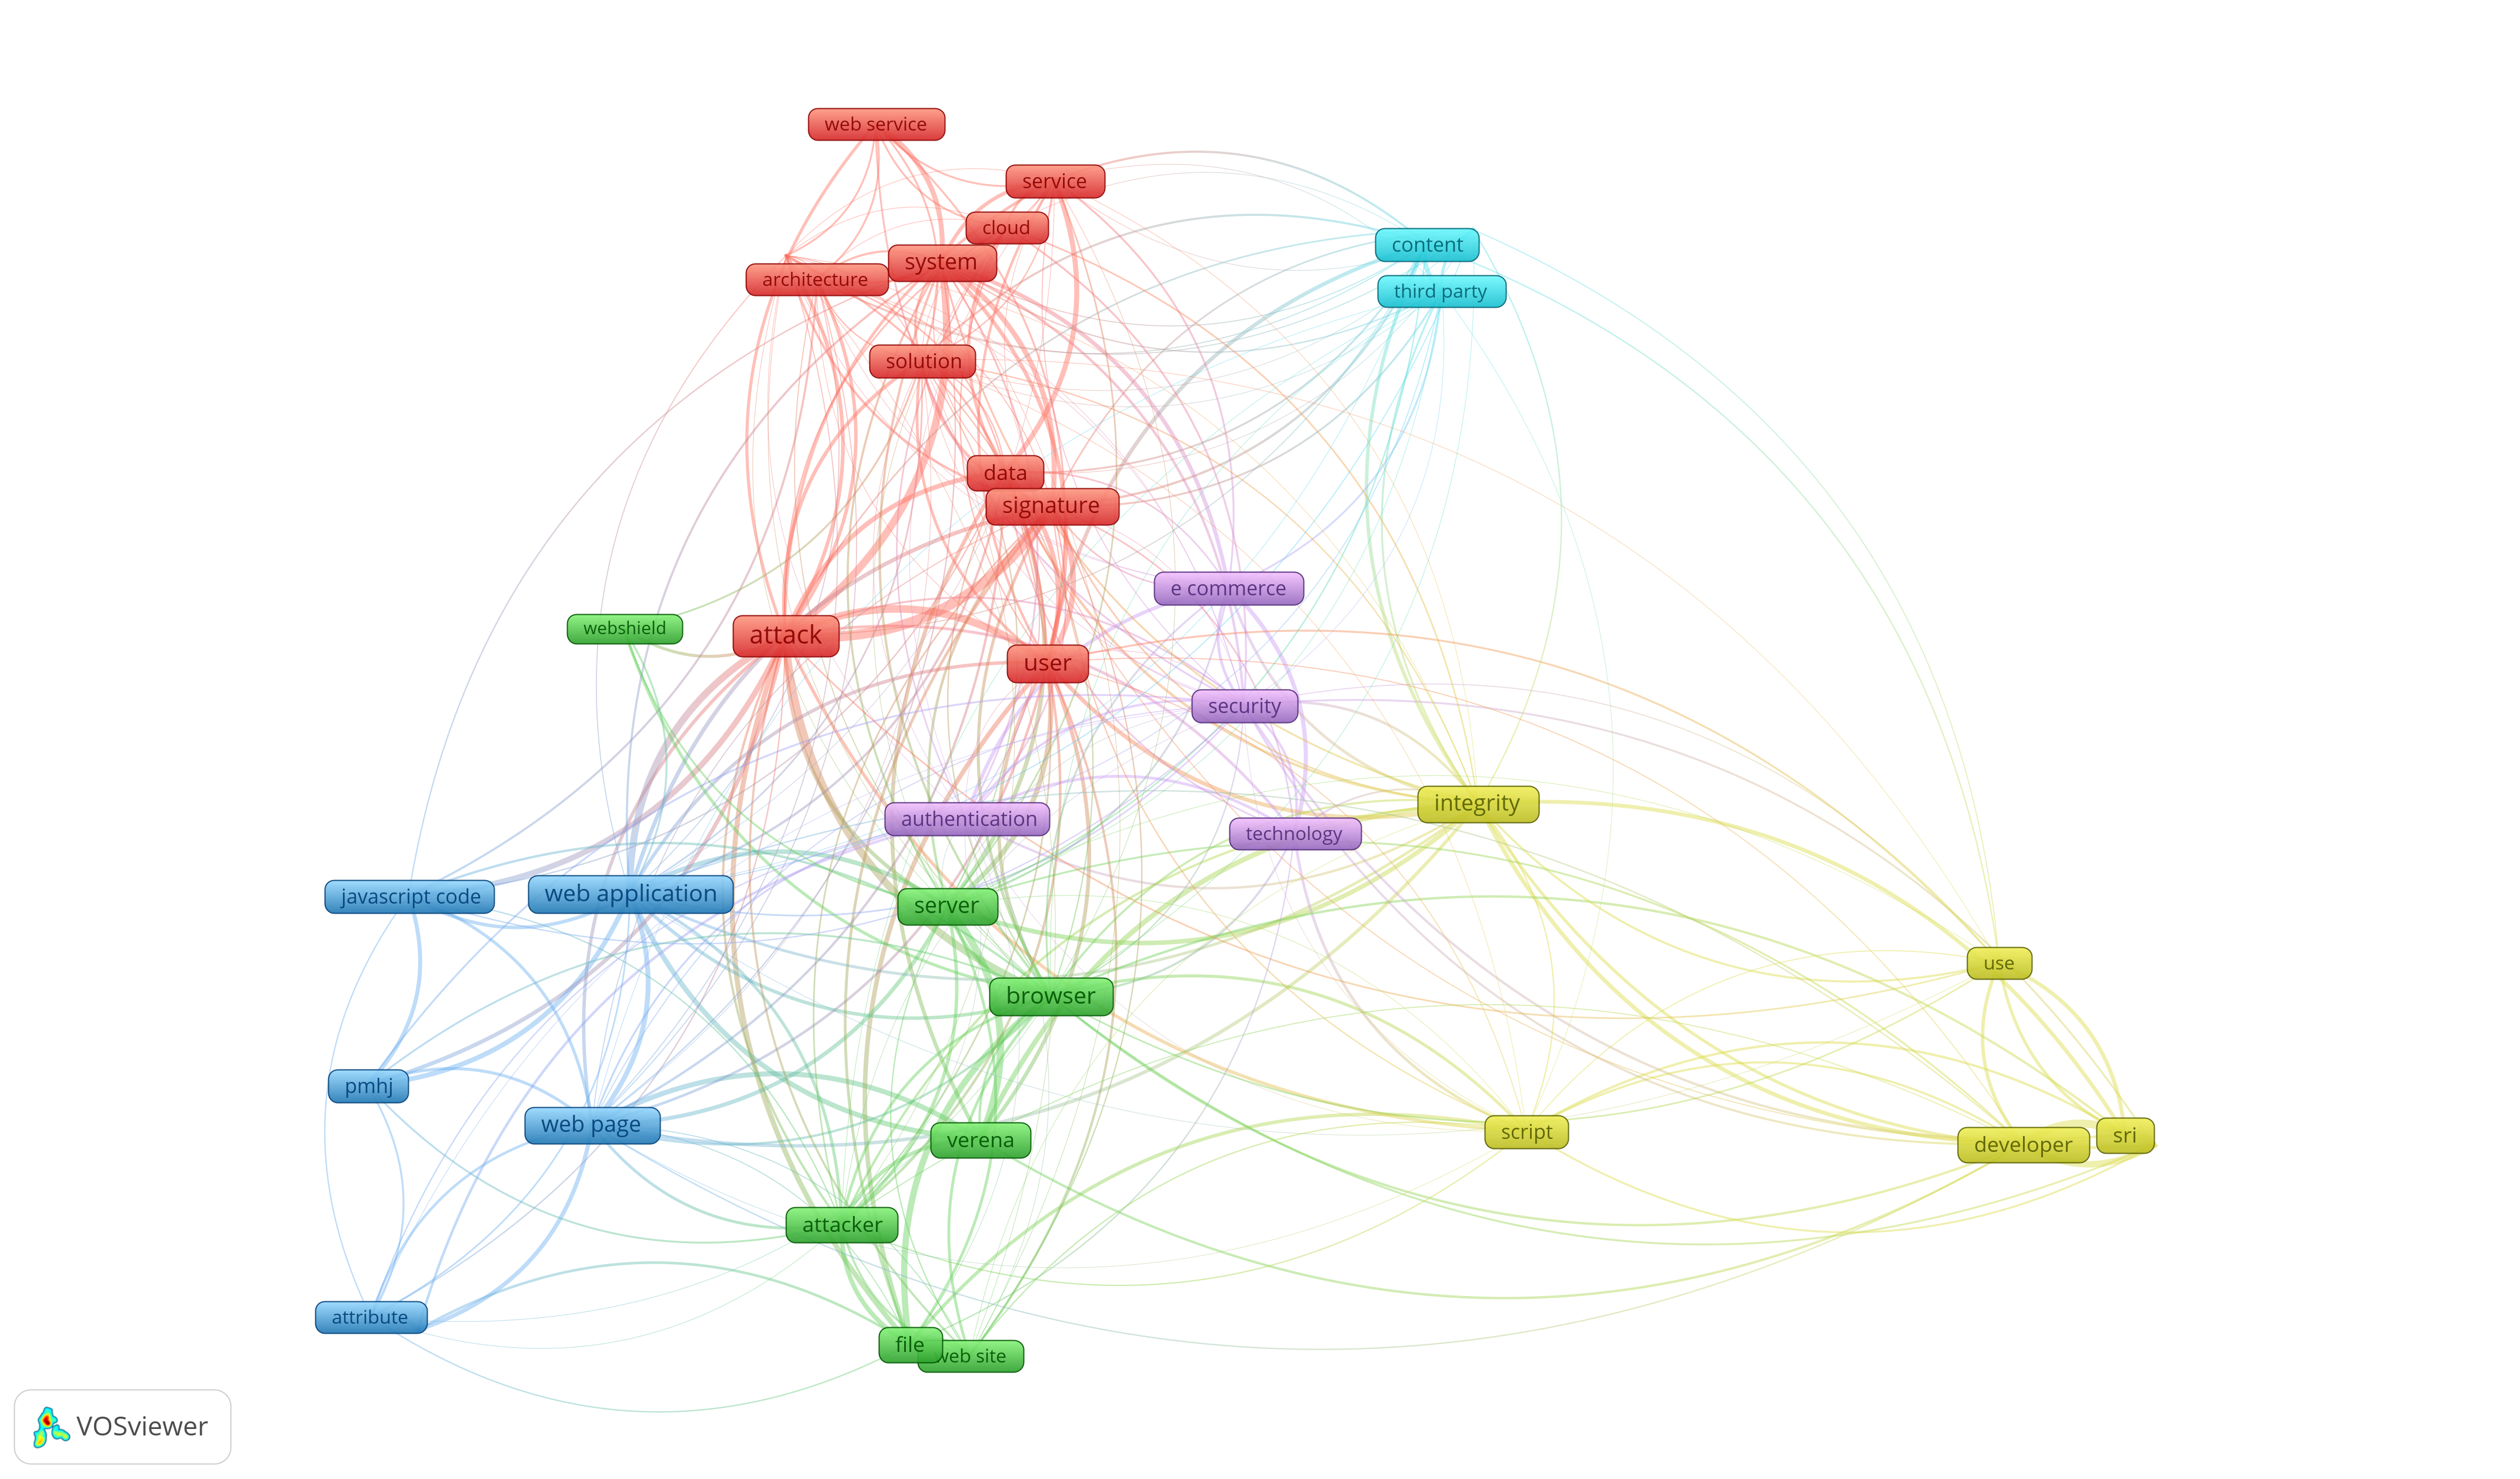 web service
service
cloud
content
system
architecture
third party
solution
data
signature
e commerce
webshield
attack
user
security
integrity
authentication
technology
javascript code
web application
server
use
browser
pmhj
web page
script
sri
verena
developer
attacker
attribute
file
web site
VOSviewer